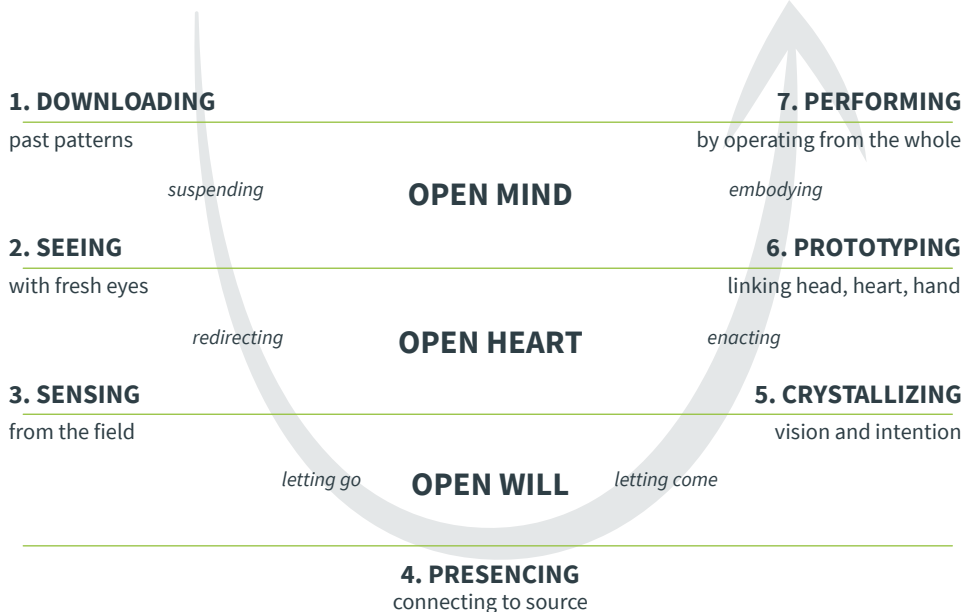 1. DOWNLOADING
7. PERFORMING
past patterns
by operating from the whole
suspending
OPEN MIND
embodying
2. SEEING
6. PROTOTYPING
with fresh eyes
linking head, heart, hand
redirecting
OPEN HEART
enacting
3. SENSING
5. CRYSTALLIZING
from the field
vision and intention
letting go
OPEN WILL
letting come
4. PRESENCING
connecting to source